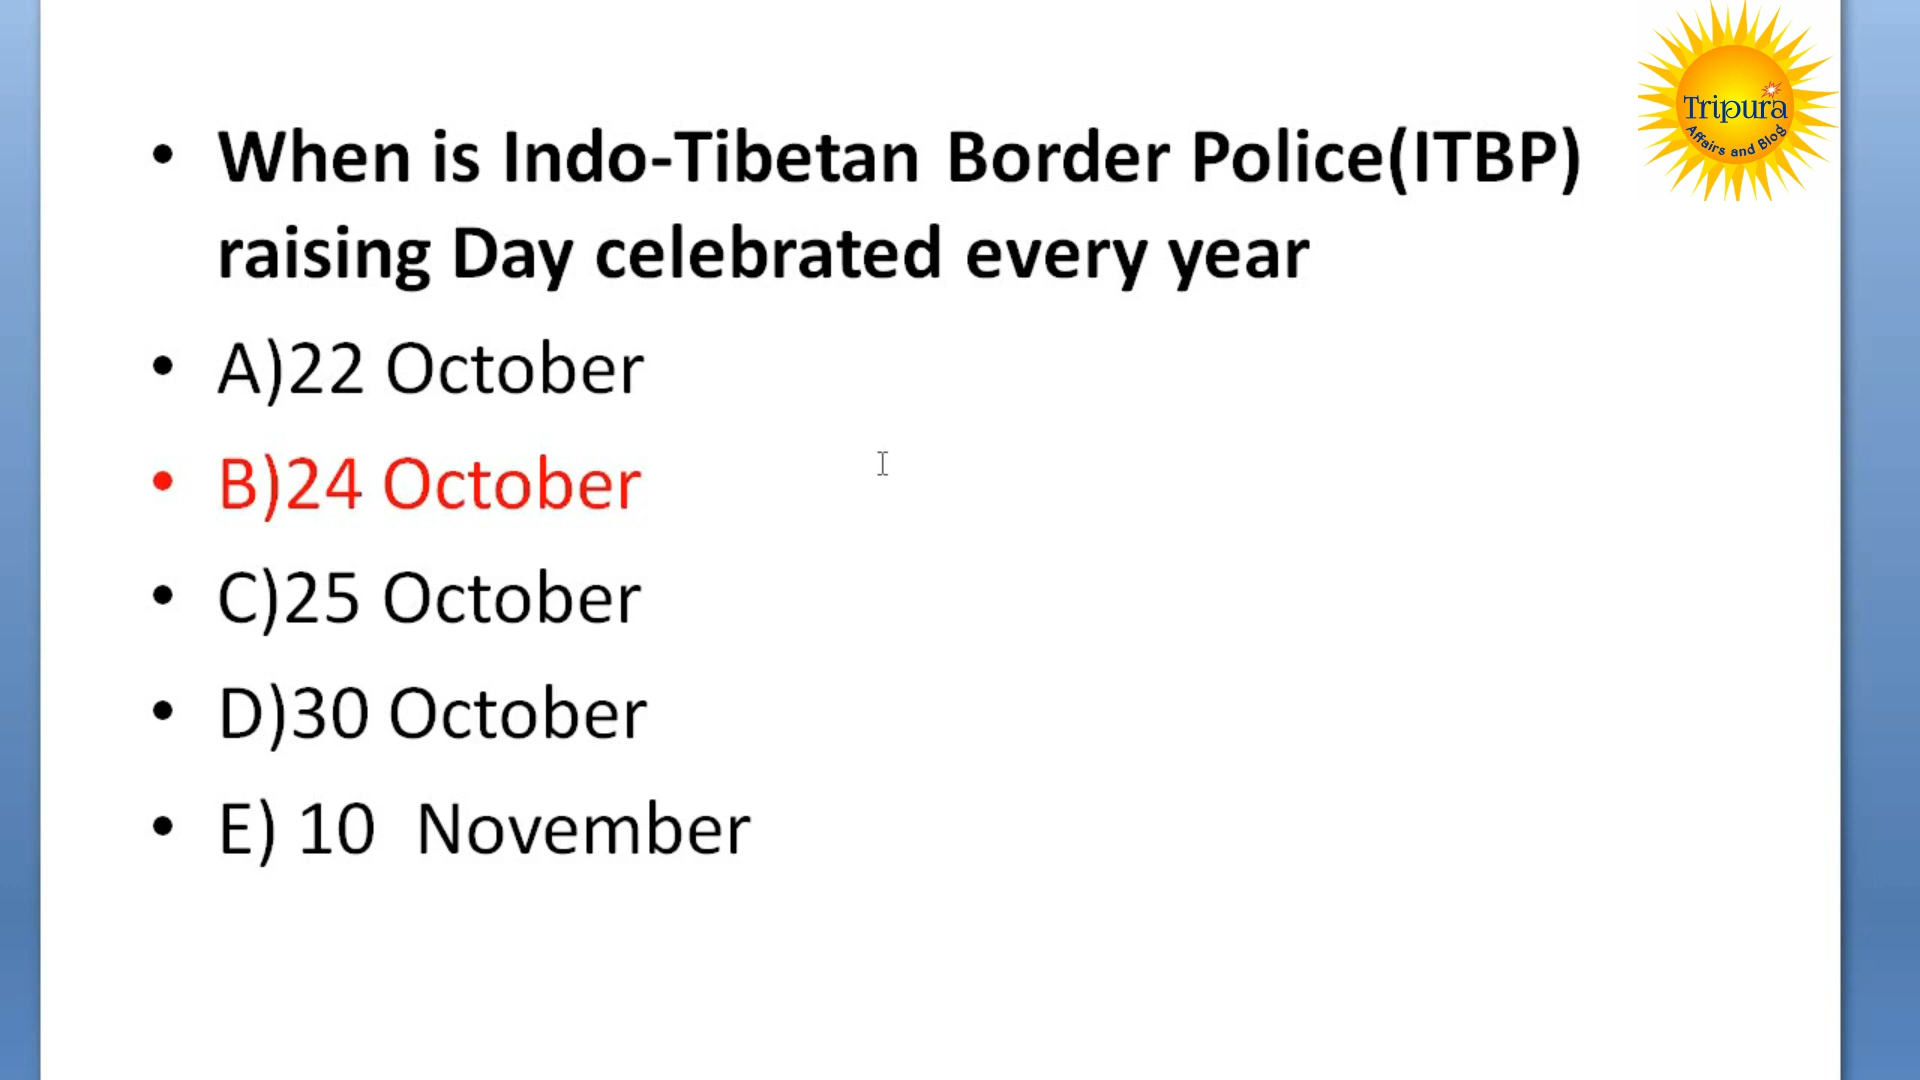 Tripura
Affairs and Blog
• When is Indo-Tibetan Border Police(ITBP)
raising Day celebrated every year
• A)22 October
• B)24 October
• C)25 October
• D)30 October
• E) 10  November